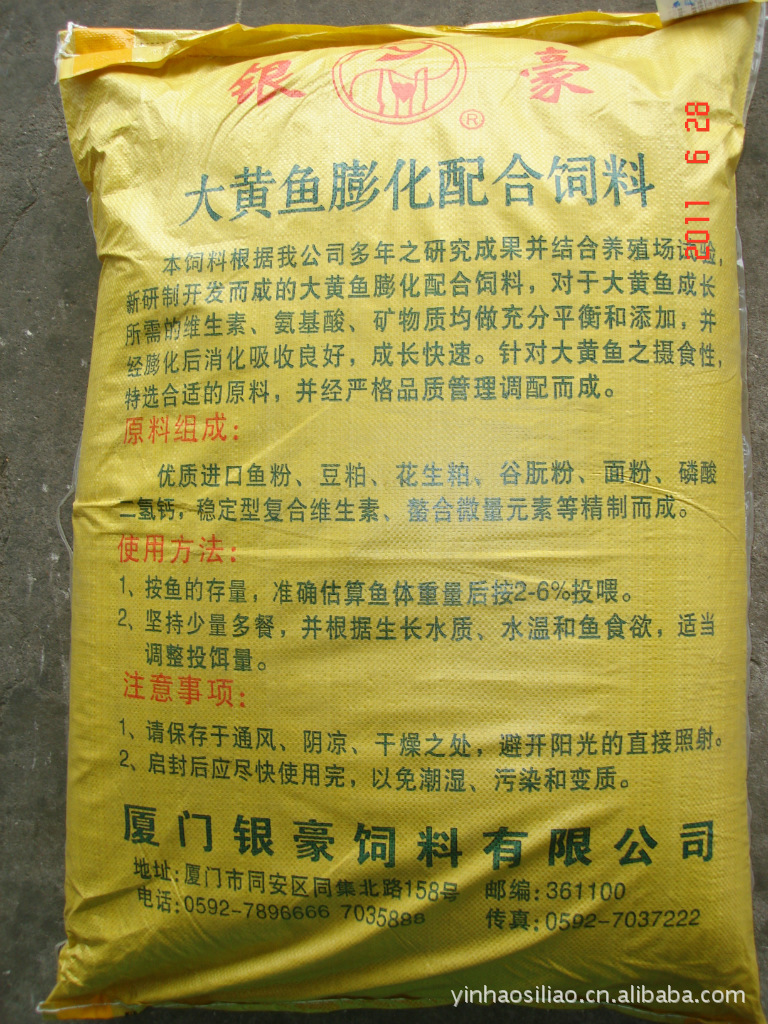 银 豪
®
大黄鱼膨化配合饲料
本饲料根据我公司多年之研究成果并结合养殖场试验,
新研制开发而成的大黄鱼膨化配合饲料，对于大黄鱼成长
所需的维生素、氨基酸、矿物质均做充分平衡和添加，并
经膨化后消化吸收良好，成长快速。针对大黄鱼之摄食性,
特选合适的原料，并经严格品质管理调配而成。
原料组成：
优质进口鱼粉、豆粕、花生粕、谷朊粉、面粉、磷酸
二氢钙，稳定型复合维生素、螯合微量元素等精制而成。
使用方法：
1、按鱼的存量，准确估算鱼体重量后按2-6%投喂。
2、坚持少量多餐，并根据生长水质、水温和鱼食欲，适当
调整投饵量。
注意事项：
1、请保存于通风、阴凉、干燥之处，避开阳光的直接照射。
2、启封后应尽快使用完，以免潮湿、污染和变质。
厦门银豪饲料有限公司
地址：厦门市同安区同集北路158号 邮编：361100
电话：0592-7896666 7035888 传真：0592-7037222
2011 6 28
yinhaosiliao.cn.alibaba.com